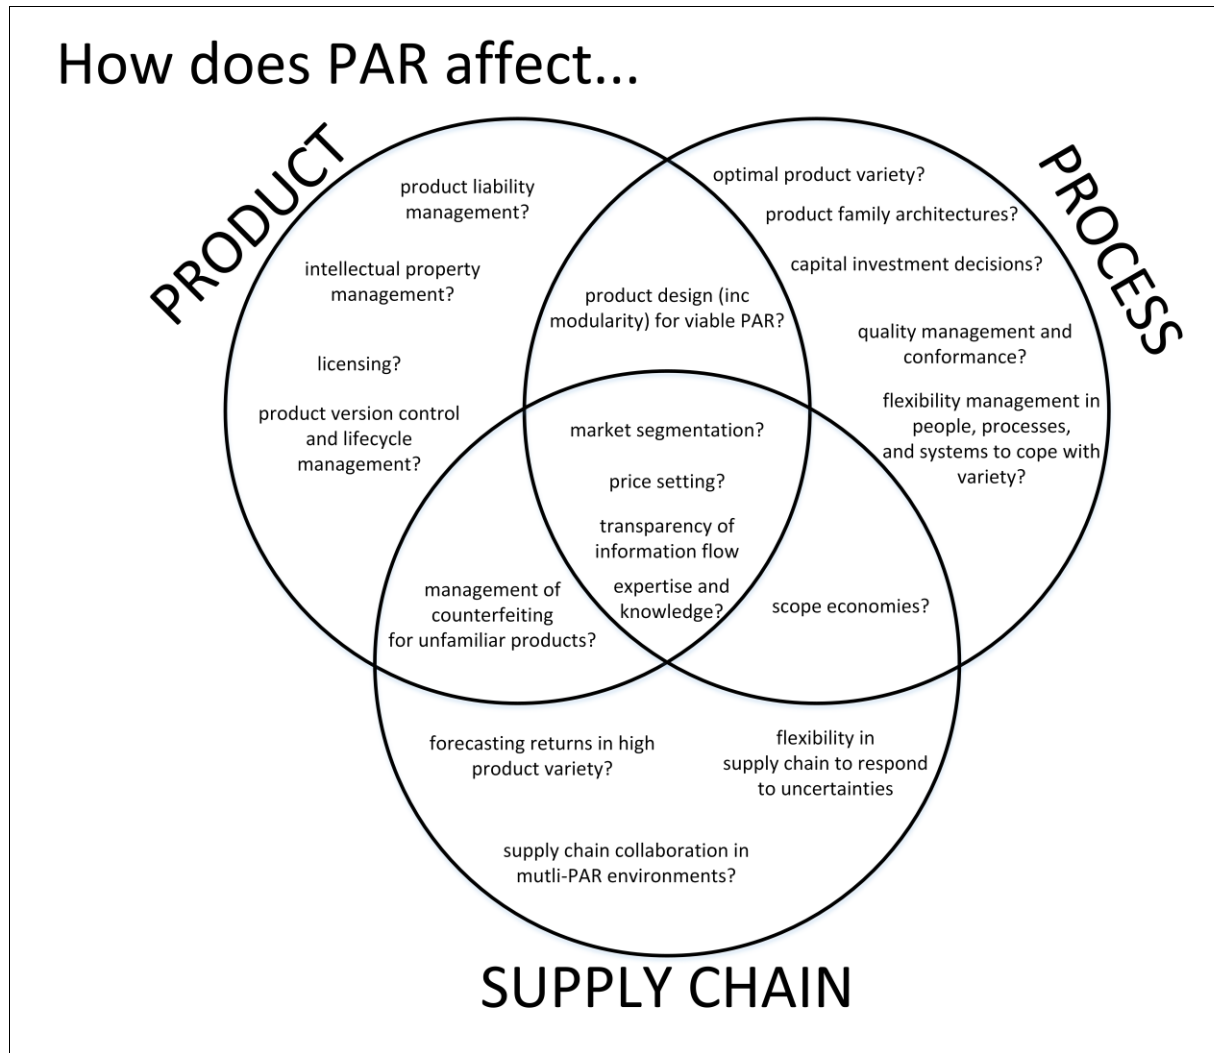 How does PAR affect...
PRODUCT
PROCESS
product liability
management?
intellectual property
management?
licensing?
product version control
and lifecycle
management?
product design (inc
modularity) for viable PAR?
optimal product variety?
product family architectures?
capital investment decisions?
quality management and
conformance?
flexibility management in
people, processes,
and systems to cope with
variety?
market segmentation?
price setting?
transparency of
information flow
expertise and
knowledge?
management of
counterfeiting
for unfamiliar products?
scope economies?
forecasting returns in high
product variety?
flexibility in
supply chain to respond
to uncertainties
supply chain collaboration in
mutli-PAR environments?
SUPPLY CHAIN